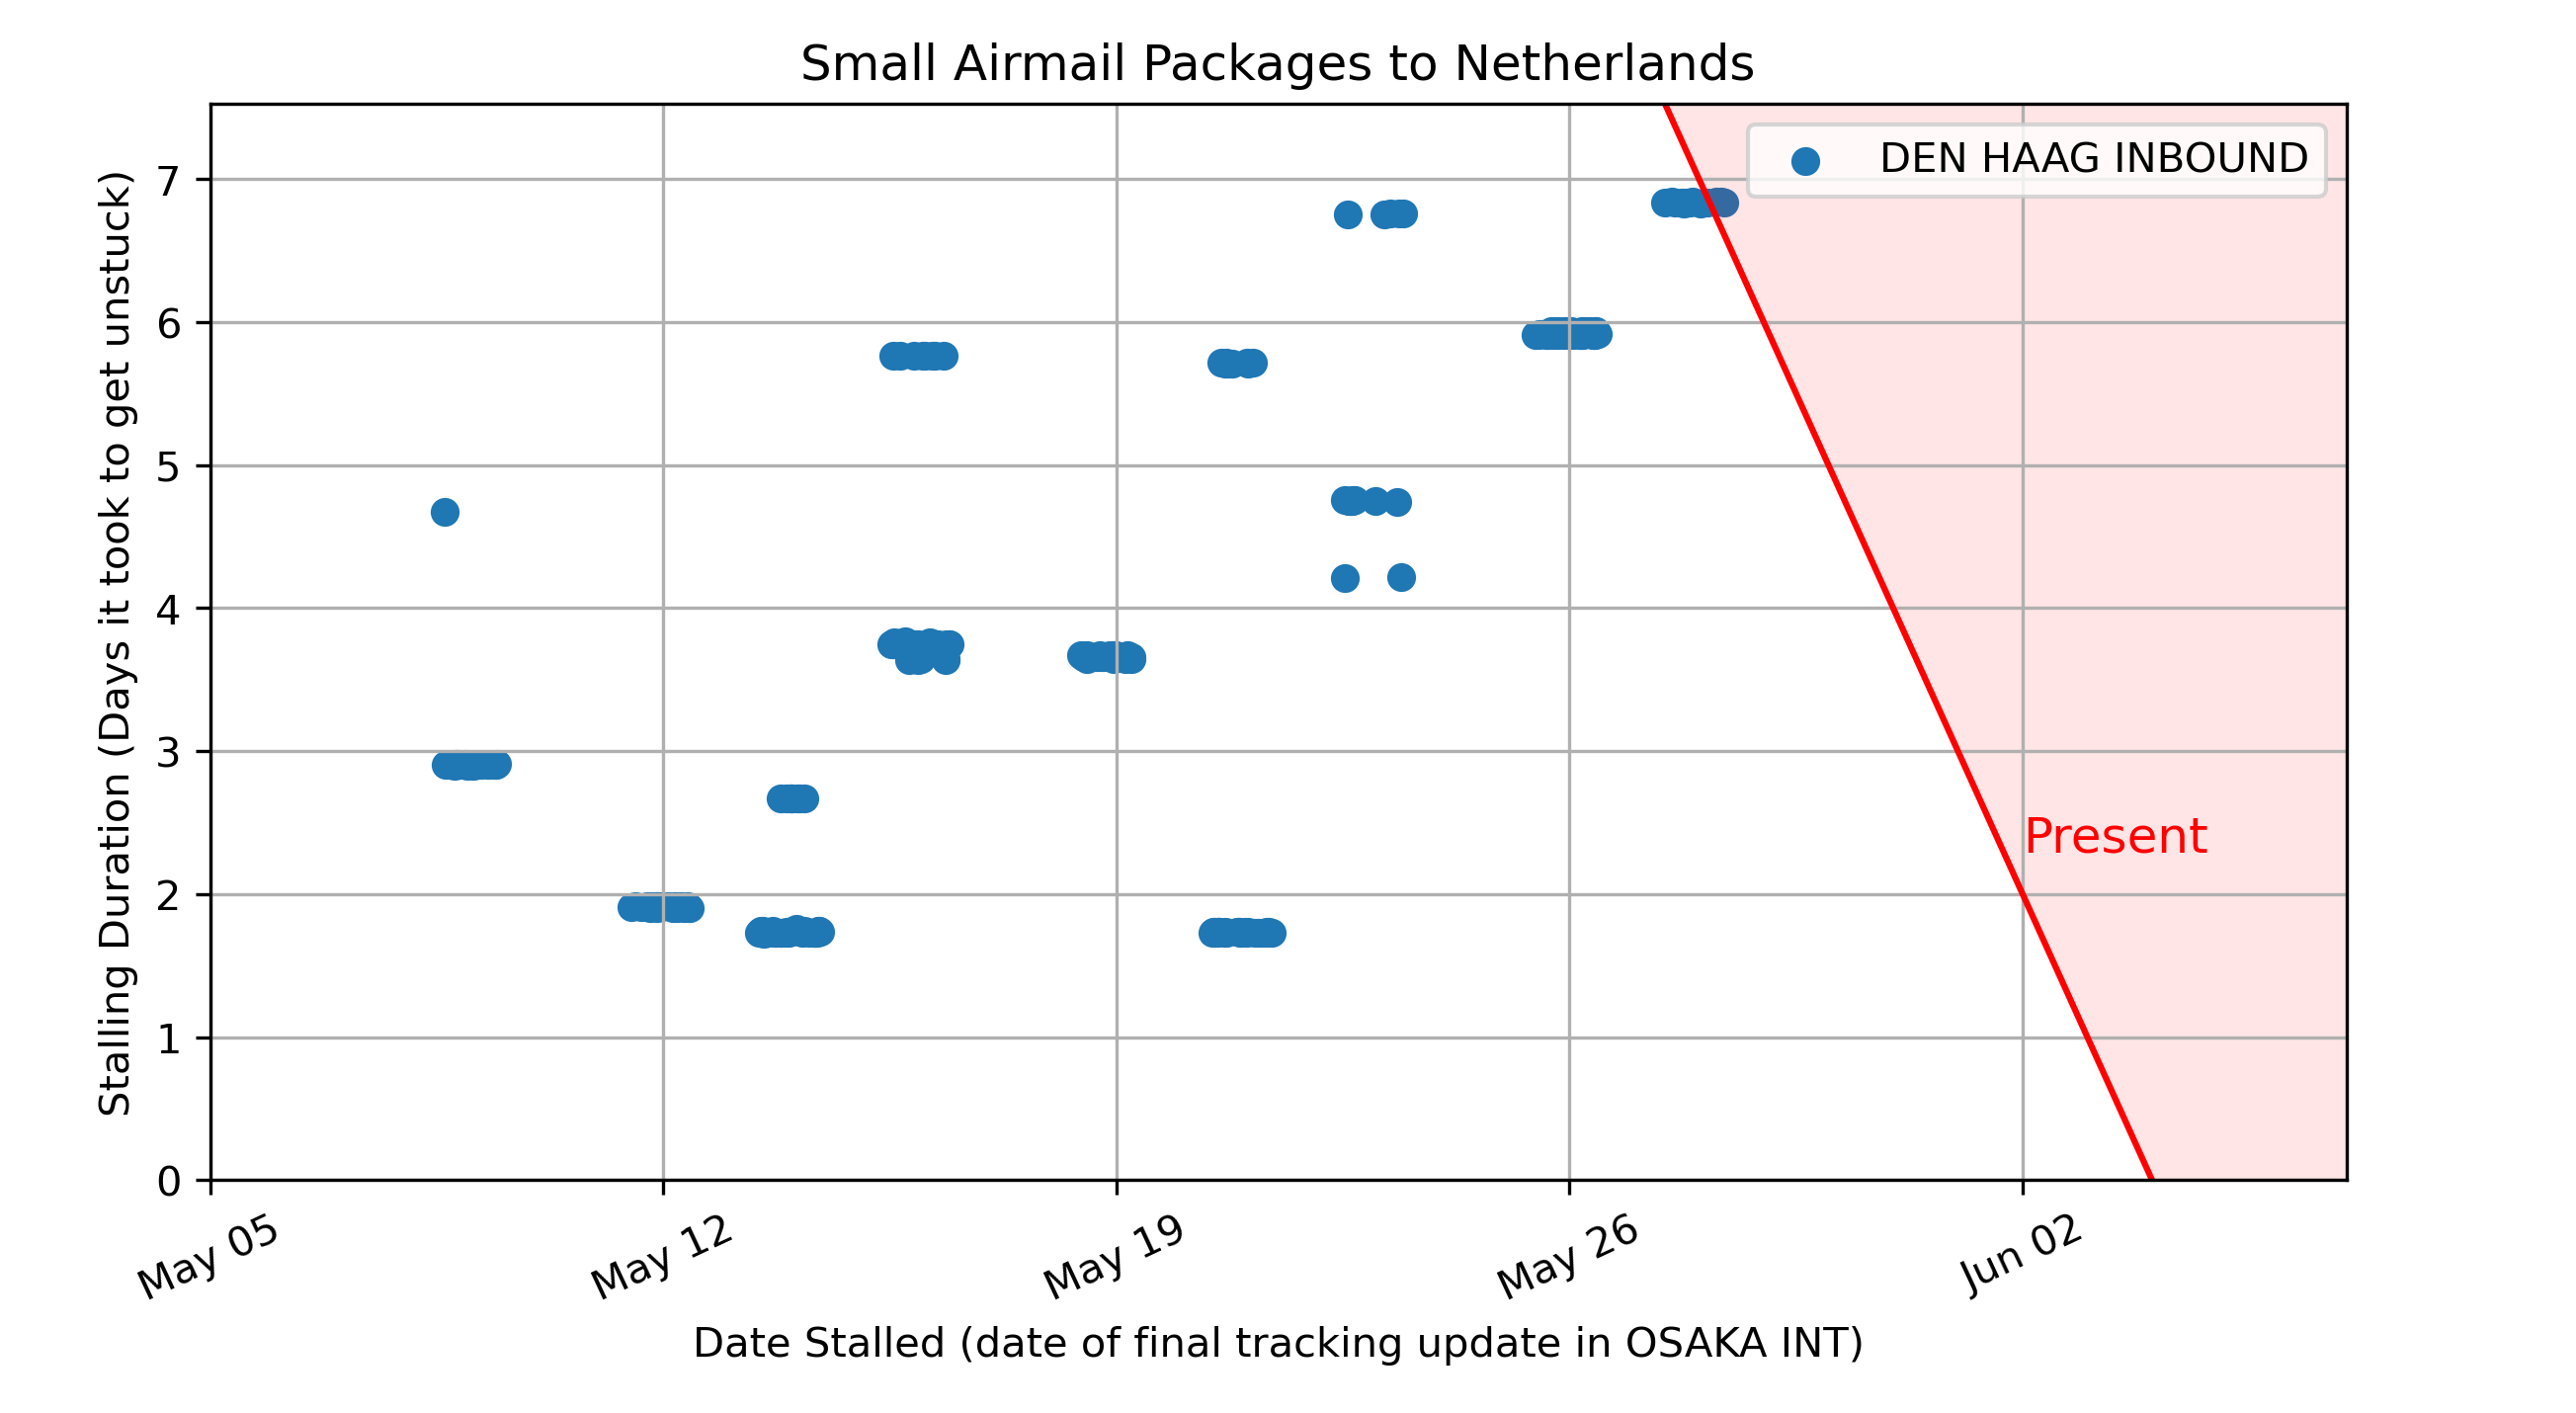 Small Airmail Packages to Netherlands
DEN HAAG INBOUND
Stalling Duration (Days it took to get unstuck)
7
6
5
4
3
2
1
0
Present
May 05
May 12
May 19
May 26
Jun 02
Date Stalled (date of final tracking update in OSAKA INT)